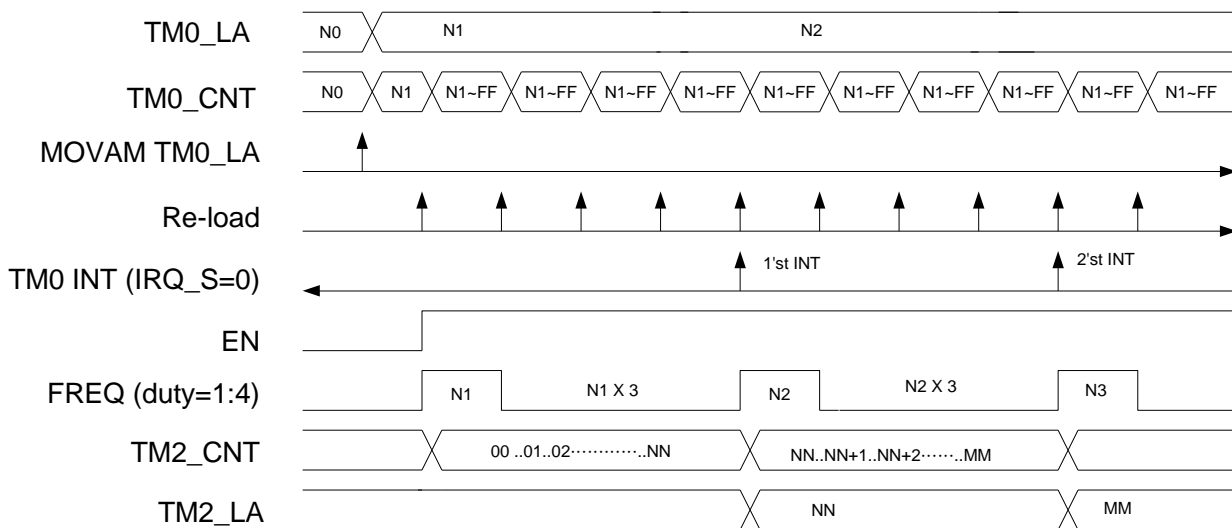 TM0_LA N0 N1 N2
TM0_CNT N0 N1 N1~FF N1~FF N1~FF N1~FF N1~FF N1~FF N1~FF N1~FF N1~FF N1~FF
MOVAM TM0_LA
Re-load
TM0 INT (IRQ_S=0) 1'st INT 2'st INT
EN
FREQ (duty=1:4) N1 N1 X 3 N2 N2 X 3 N3
TM2_CNT 00 ..01..02············..NN NN..NN+1..NN+2······..MM
TM2_LA NN MM